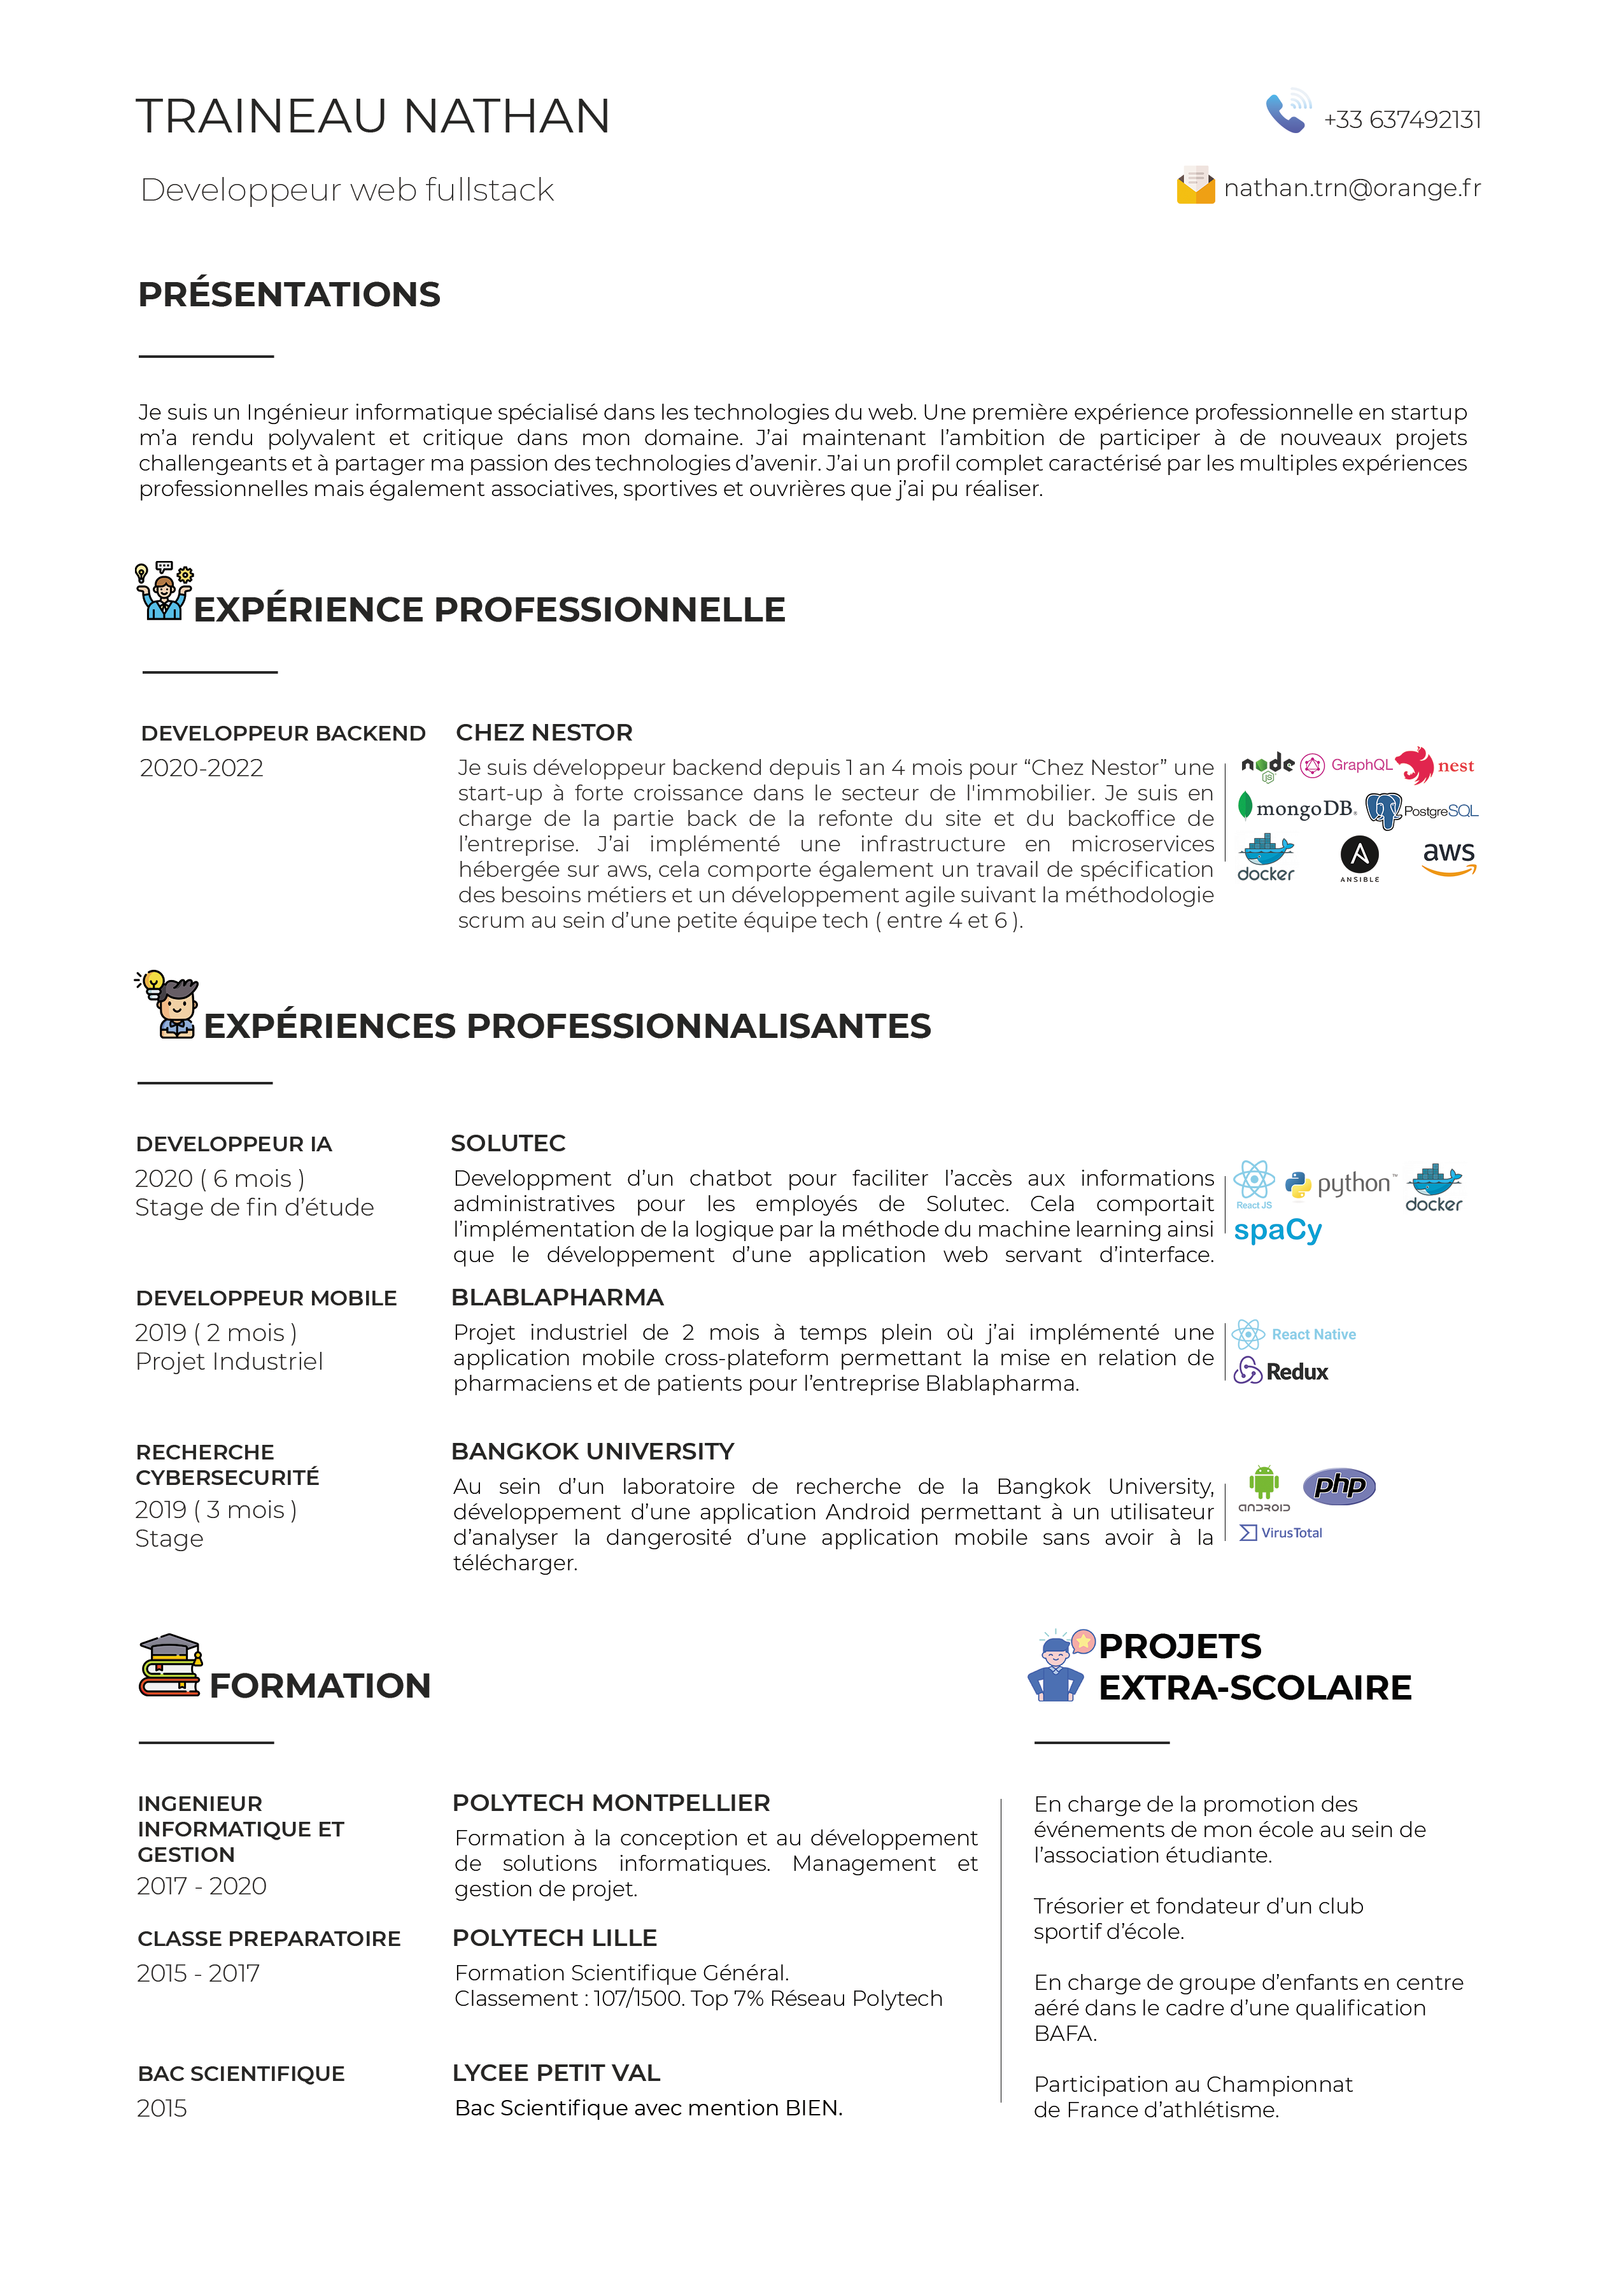 TRAINEAU NATHAN
+33 637492131
Developpeur web fullstack
nathan.trn@orange.fr
PRÉSENTATIONS
Je suis un Ingénieur informatique spécialisé dans les technologies du web. Une première expérience professionnelle en startup
m'a rendu polyvalent et critique dans mon domaine. J'ai maintenant l'ambition de participer à de nouveaux projets
challengeants et à partager ma passion des technologies d'avenir. J'ai un profil complet caractérisé par les multiples expériences
professionnelles mais également associatives, sportives et ouvrières que j'ai pu réaliser.
EXPÉRIENCE PROFESSIONNELLE
DEVELOPPEUR BACKEND
2020-2022
CHEZ NESTOR
Je suis développeur backend depuis 1 an 4 mois pour “Chez Nestor” une
start-up à forte croissance dans le secteur de l'immobilier. Je suis en
charge de la partie back de la refonte du site et du backoffice de
l'entreprise. J'ai implémenté une infrastructure en microservices
hébergée sur aws, cela comporte également un travail de spécification
des besoins métiers et un développement agile suivant la méthodologie
scrum au sein d'une petite équipe tech ( entre 4 et 6 ).
node JS GraphQL nest
mongoDB. PostgreSQL
docker ANSIBLE aws
EXPÉRIENCES PROFESSIONNALISANTES
DEVELOPPEUR IA
2020 ( 6 mois )
Stage de fin d'étude
SOLUTEC
Developpment d'un chatbot pour faciliter l'accès aux informations
administratives pour les employés de Solutec. Cela comportait
l'implémentation de la logique par la méthode du machine learning ainsi
que le développement d'une application web servant d'interface.
React JS python™ docker
spaCy
DEVELOPPEUR MOBILE
2019 ( 2 mois )
Projet Industriel
BLABLAPHARMA
Projet industriel de 2 mois à temps plein où j'ai implémenté une
application mobile cross-plateform permettant la mise en relation de
pharmaciens et de patients pour l'entreprise Blablapharma.
React Native
Redux
RECHERCHE
CYBERSECURITÉ
2019 ( 3 mois )
Stage
BANGKOK UNIVERSITY
Au sein d'un laboratoire de recherche de la Bangkok University,
développement d'une application Android permettant à un utilisateur
d'analyser la dangerosité d'une application mobile sans avoir à la
télécharger.
ANDROID php
VirusTotal
FORMATION
INGENIEUR
INFORMATIQUE ET
GESTION
2017 - 2020
POLYTECH MONTPELLIER
Formation à la conception et au développement
de solutions informatiques. Management et
gestion de projet.
CLASSE PREPARATOIRE
2015 - 2017
POLYTECH LILLE
Formation Scientifique Général.
Classement : 107/1500. Top 7% Réseau Polytech
BAC SCIENTIFIQUE
2015
LYCEE PETIT VAL
Bac Scientifique avec mention BIEN.
PROJETS
EXTRA-SCOLAIRE
En charge de la promotion des
événements de mon école au sein de
l'association étudiante.
Trésorier et fondateur d'un club
sportif d'école.
En charge de groupe d'enfants en centre
aéré dans le cadre d'une qualification
BAFA.
Participation au Championnat
de France d'athlétisme.